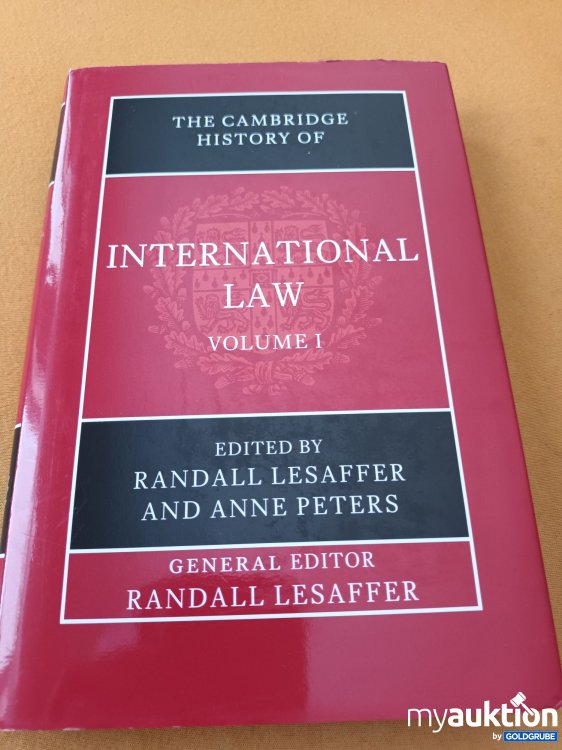 THE CAMBRIDGE
HISTORY OF
INTERNATIONAL
LAW
VOLUME I
EDITED BY
RANDALL LESAFFER
AND ANNE PETERS
GENERAL EDITOR
RANDALL LESAFFER
myauktion
by GOLDGRUBE